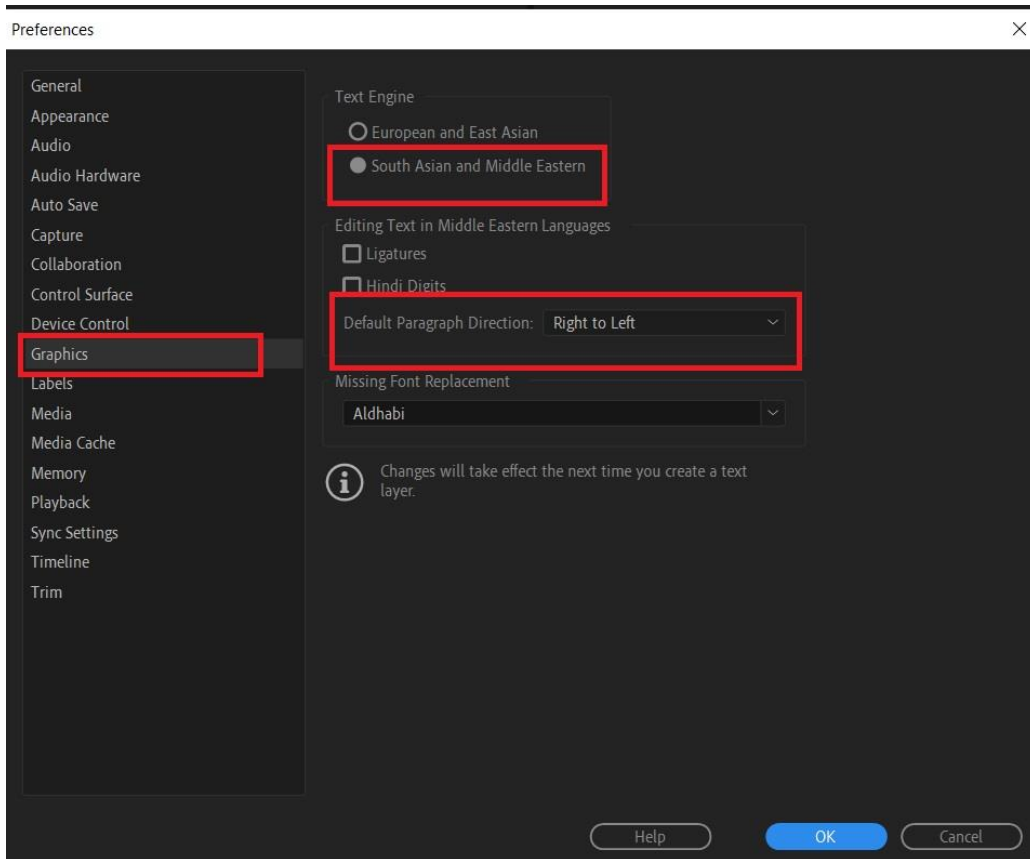 Preferences
General
Appearance
Audio
Audio Hardware
Auto Save
Capture
Collaboration
Control Surface
Device Control
Graphics
Labels
Media
Media Cache
Memory
Playback
Sync Settings
Timeline
Trim
Text Engine
European and East Asian
South Asian and Middle Eastern
Editing Text in Middle Eastern Languages
Ligatures
Hindi Digits
Default Paragraph Direction: Right to Left
Missing Font Replacement
Aldhabi
Changes will take effect the next time you create a text
layer.
Help OK Cancel